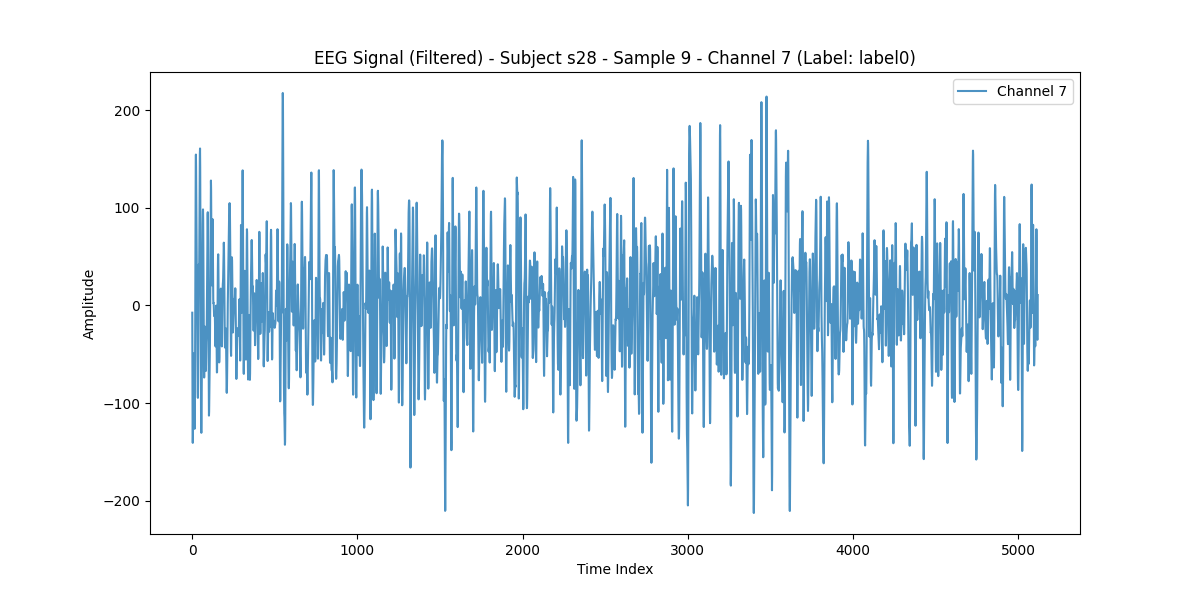 EEG Signal (Filtered) - Subject s28 - Sample 9 - Channel 7 (Label: label0)
Channel 7
Amplitude
200
100
0
−100
−200
0 1000 2000 3000 4000 5000
Time Index